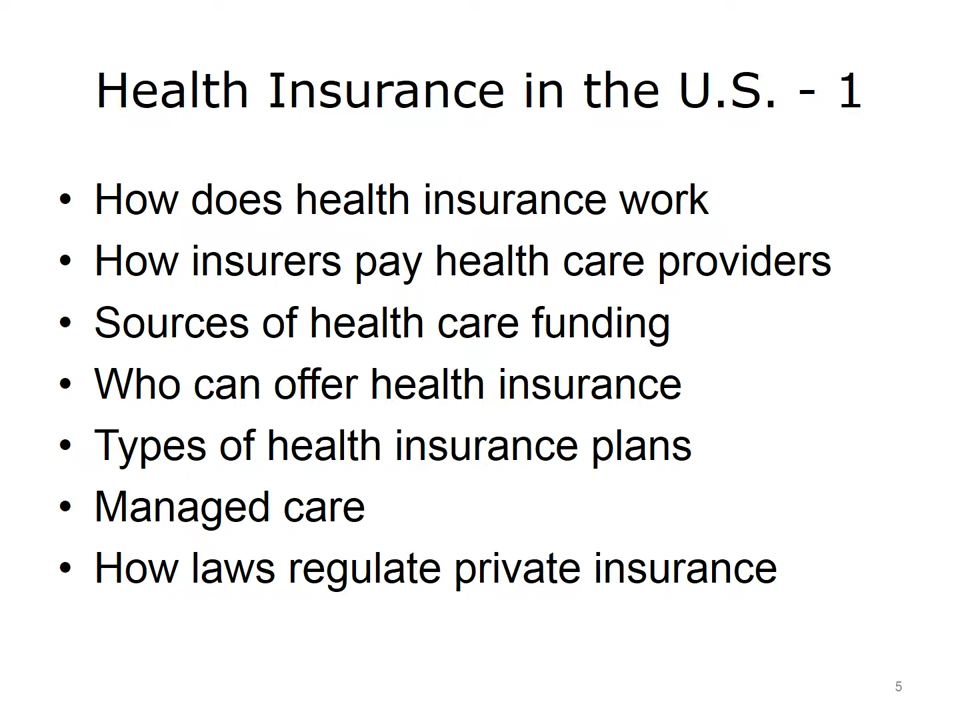 Health Insurance in the U.S. - 1
• How does health insurance work
• How insurers pay health care providers
• Sources of health care funding
• Who can offer health insurance
• Types of health insurance plans
• Managed care
• How laws regulate private insurance
5